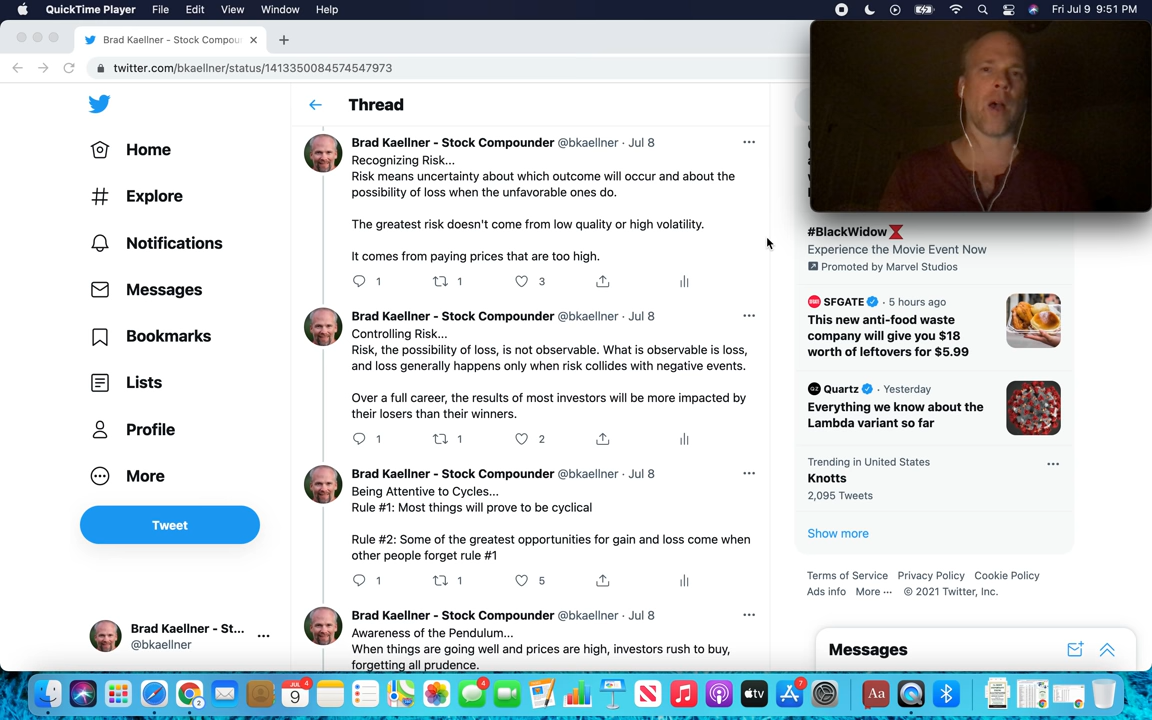 QuickTime Player File Edit View Window Help Fri Jul 9 9:51 PM
Brad Kaellner - Stock Compou
twitter.com/bkaellner/status/1413350084574547973
Thread
Home
Explore
Notifications
Messages
Bookmarks
Lists
Profile
More
Tweet
Brad Kaellner - St...
@bkaellner
Brad Kaellner - Stock Compounder @bkaellner · Jul 8
Recognizing Risk...
Risk means uncertainty about which outcome will occur and about the
possibility of loss when the unfavorable ones do.
The greatest risk doesn't come from low quality or high volatility.
It comes from paying prices that are too high.
1 1 3
Brad Kaellner - Stock Compounder @bkaellner · Jul 8
Controlling Risk...
Risk, the possibility of loss, is not observable. What is observable is loss,
and loss generally happens only when risk collides with negative events.
Over a full career, the results of most investors will be more impacted by
their losers than their winners.
1 1 2
Brad Kaellner - Stock Compounder @bkaellner · Jul 8
Being Attentive to Cycles...
Rule #1: Most things will prove to be cyclical
Rule #2: Some of the greatest opportunities for gain and loss come when
other people forget rule #1
1 1 5
Brad Kaellner - Stock Compounder @bkaellner · Jul 8
Awareness of the Pendulum...
When things are going well and prices are high, investors rush to buy,
forgetting all prudence.
#BlackWidow
Experience the Movie Event Now
Promoted by Marvel Studios
SFGATE · 5 hours ago
This new anti-food waste
company will give you $18
worth of leftovers for $5.99
Quartz · Yesterday
Everything we know about the
Lambda variant so far
Trending in United States
Knotts
2,095 Tweets
Show more
Terms of Service Privacy Policy Cookie Policy
Ads info More ··· © 2021 Twitter, Inc.
Messages
2 JUL 9 4 4 tv 7 Aa